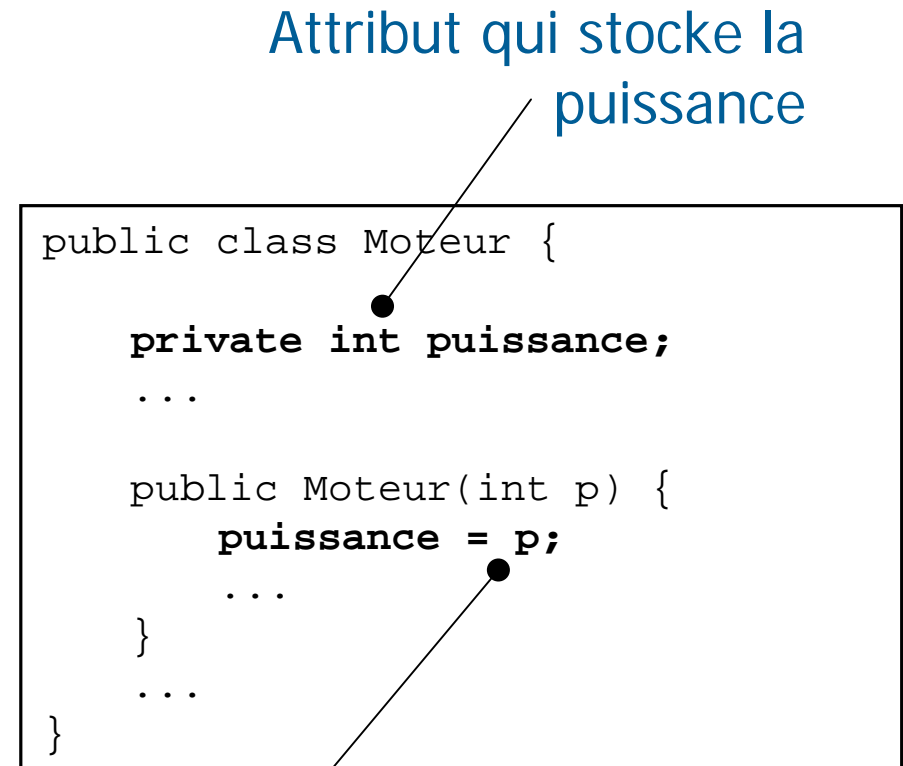 Attribut qui stocke la
puissance
public class Moteur {
private int puissance;
...
public Moteur(int p) {
puissance = p;
...
}
...
}